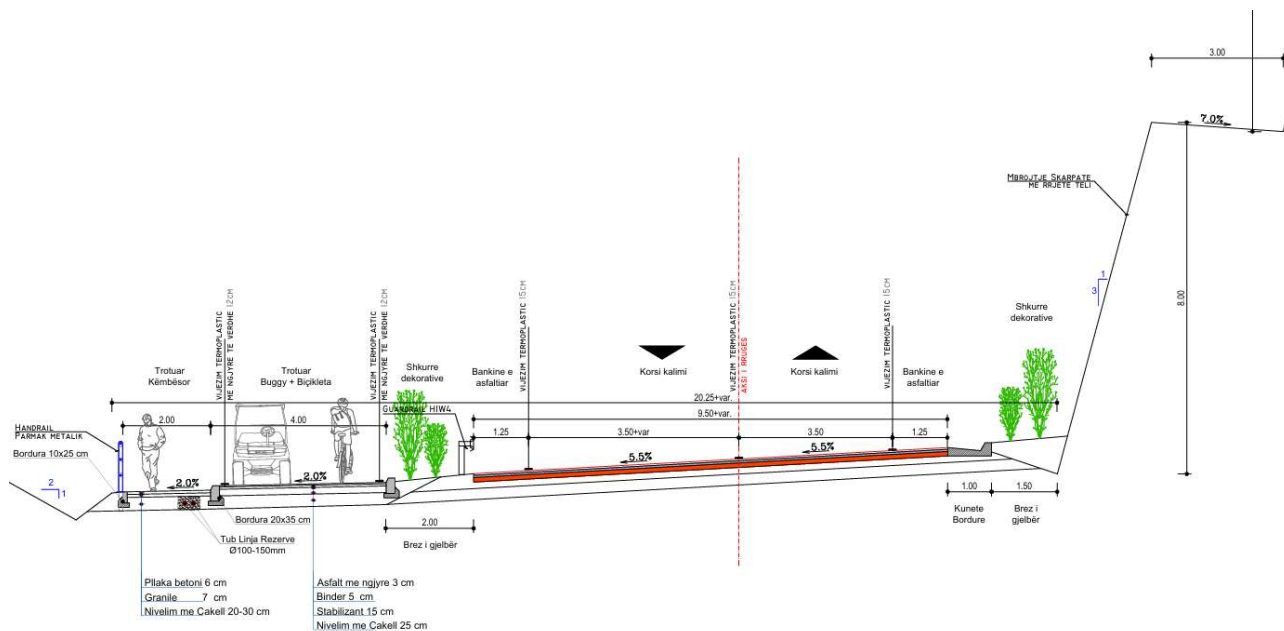 3.00
7.0%
MBROJTJE SKARPATE
ME RRJETE TELI
8.00
1
3
VIJEZIM TERMOPLASTIC 12CM
ME NGJYRE TE VERDHE
VIJEZIM TERMOPLASTIC 12CM
ME NGJYRE TE VERDHE
VIJEZIM TERMOPLASTIC 15CM
VIJEZIM TERMOPLASTIC 15CM
AKSI I RRUGES
VIJEZIM TERMOPLASTIC 15CM
Shkurre
dekorative
Trotuar
Këmbësor
Trotuar
Buggy + Biçikleta
Shkurre
dekorative
Bankine e
asfaltiar
Korsi kalimi
Korsi kalimi
Bankine e
asfaltiar
20.25+var.
GUANDRAIL H1W4
9.50+var.
2.00
4.00
1.25
3.50+var
3.50
1.25
HANDRAIL
PARMAK METALIK
Bordura 10x25 cm
2
1
2.0%
2.0%
5.5%
5.5%
Bordura 20x35 cm
Tub Linja Rezerve
Ø100-150mm
2.00
Brez i gjelbër
1.00
1.50
Kunete
Bordure
Brez i
gjelbër
Pllaka betoni 6 cm
Granile 7 cm
Nivelim me Cakell 20-30 cm
Asfalt me ngjyre 3 cm
Binder 5 cm
Stabilizant 15 cm
Nivelim me Cakell 25 cm